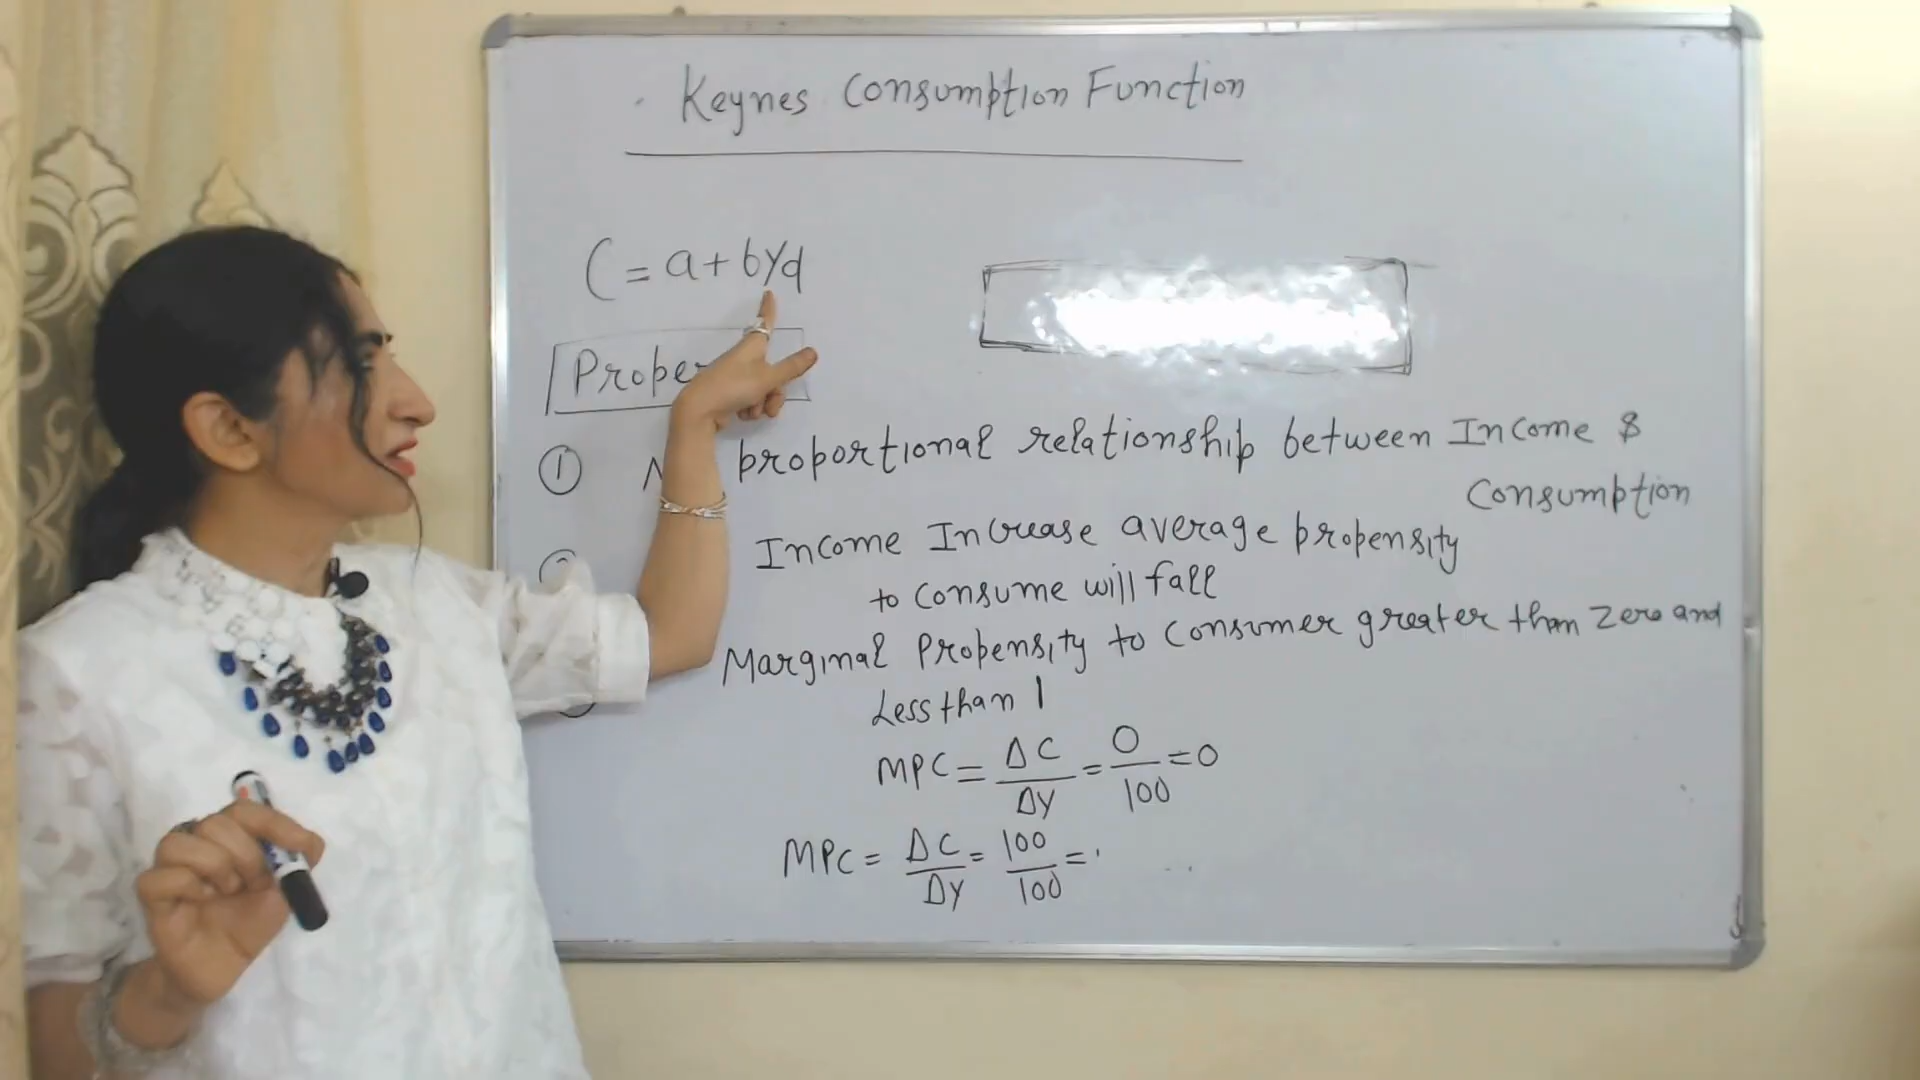 Keynes Consumption Function
C = a + byd
Prope
① N proportional relationship between Income &
Consumption
Income Increase average propensity
to consume will fall
Marginal Propensity to Consumer greater than Zero and
Less than 1
MPC = ΔC/ΔY = 0/100 = 0
MPC = ΔC/ΔY = 100/100 =